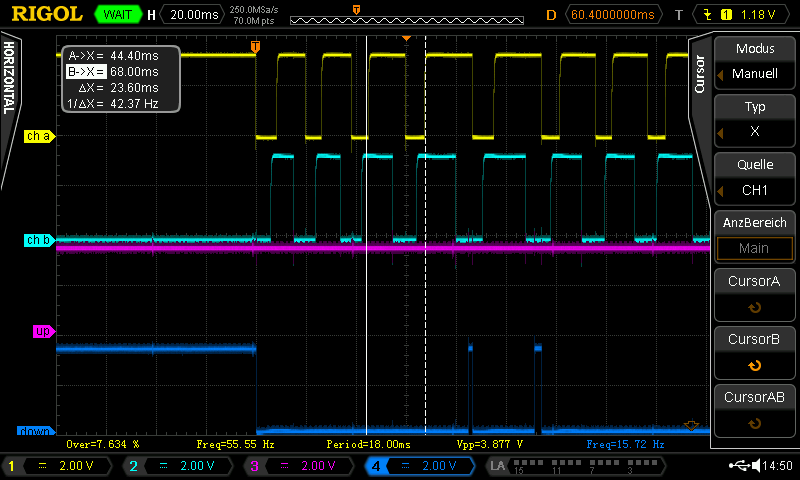 RIGOL WAIT H 20.00ms 250.0MSa/s 70.0M pts D 60.4000000ms T 1 1.18 V
HORIZONTAL
A->X= 44.40ms
B->X= 68.00ms
ΔX= 23.60ms
1/ΔX= 42.37 Hz
T
T
ch a
ch b
up
down
Over=7.634 % Freq=55.55 Hz Period=18.00ms Vpp=3.877 V Freq=15.72 Hz
Cursor
Modus
Manuell
Typ
X
Quelle
CH1
AnzBereich
Main
CursorA
CursorB
CursorAB
1 2.00 V 2 2.00 V 3 2.00 V 4 2.00 V LA 15 11 7 3 14:50